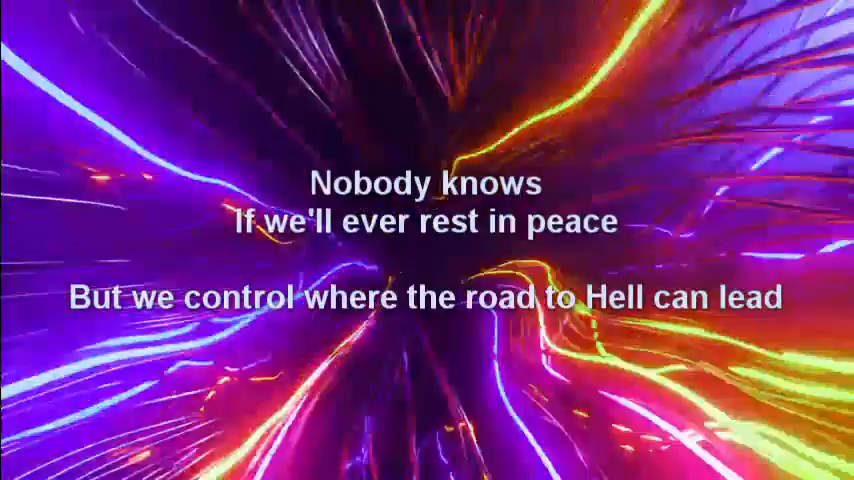 Nobody knows
If we'll ever rest in peace
But we control where the road to Hell can lead